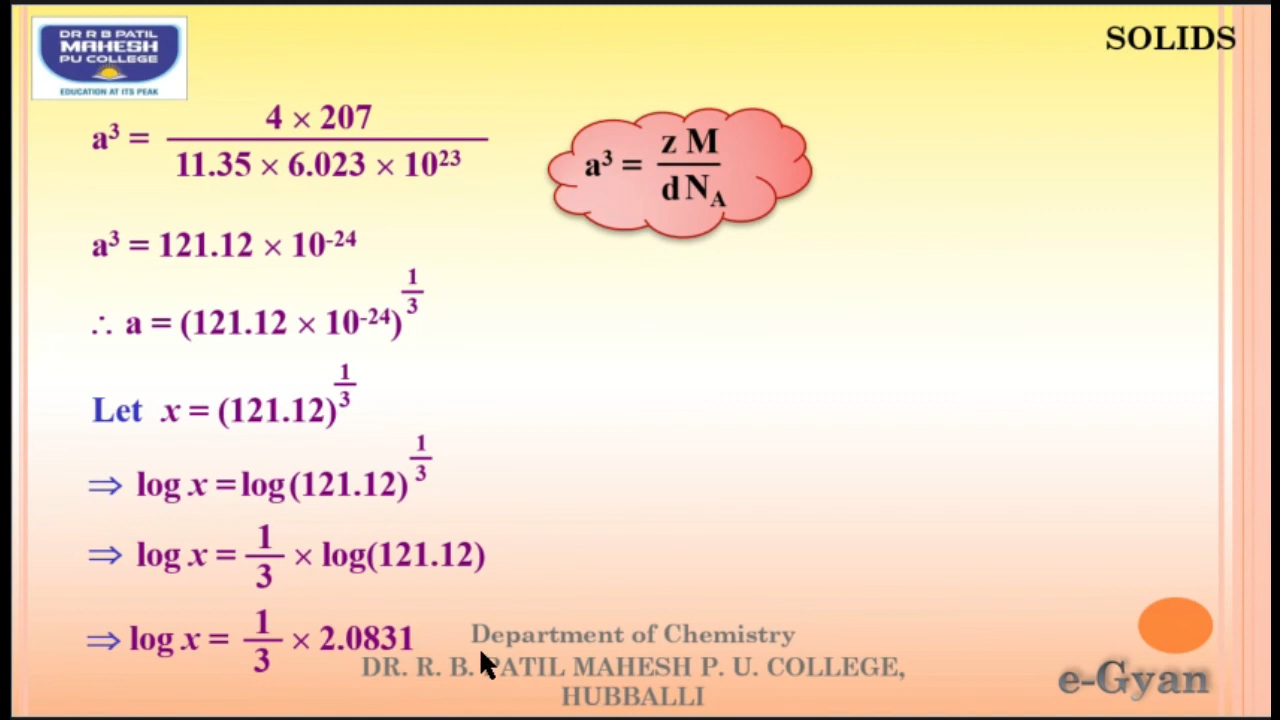 DR R B PATIL
MAHESH
PU COLLEGE
EDUCATION AT ITS PEAK
SOLIDS
a³ = 4 × 207 / 11.35 × 6.023 × 10²³
a³ = z M / d N_A
a³ = 121.12 × 10⁻²⁴
∴ a = (121.12 × 10⁻²⁴)^(1/3)
Let x = (121.12)^(1/3)
⇒ log x = log (121.12)^(1/3)
⇒ log x = 1/3 × log(121.12)
⇒ log x = 1/3 × 2.0831
Department of Chemistry
DR. R. B. PATIL MAHESH P. U. COLLEGE,
HUBBALLI
e-Gyan